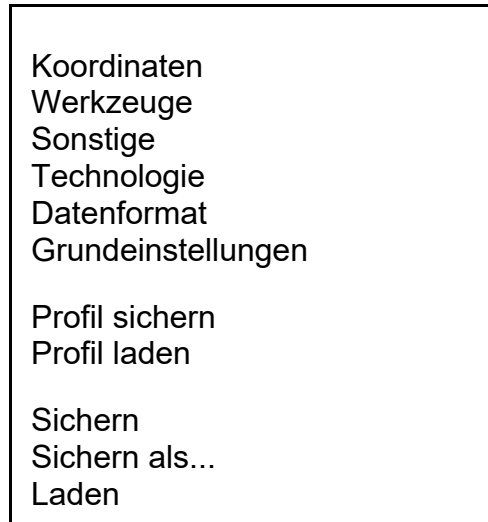 Koordinaten
Werkzeuge
Sonstige
Technologie
Datenformat
Grundeinstellungen
Profil sichern
Profil laden
Sichern
Sichern als...
Laden